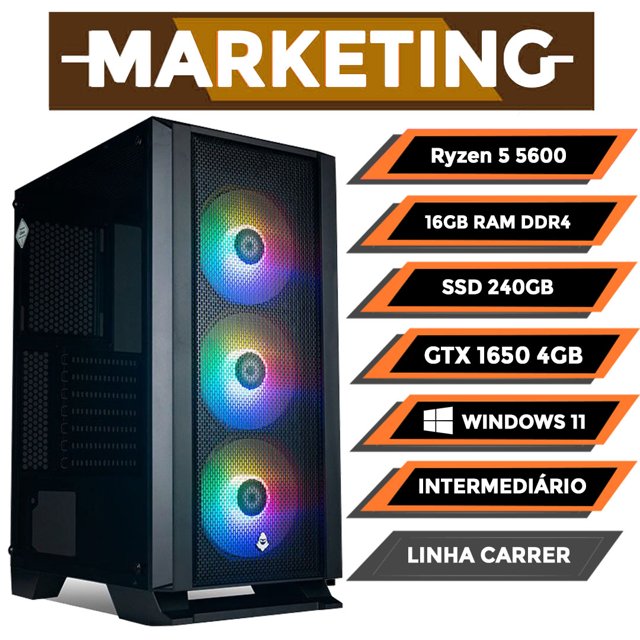 MARKETING
Ryzen 5 5600
16GB RAM DDR4
SSD 240GB
GTX 1650 4GB
WINDOWS 11
INTERMEDIÁRIO
LINHA CARRER